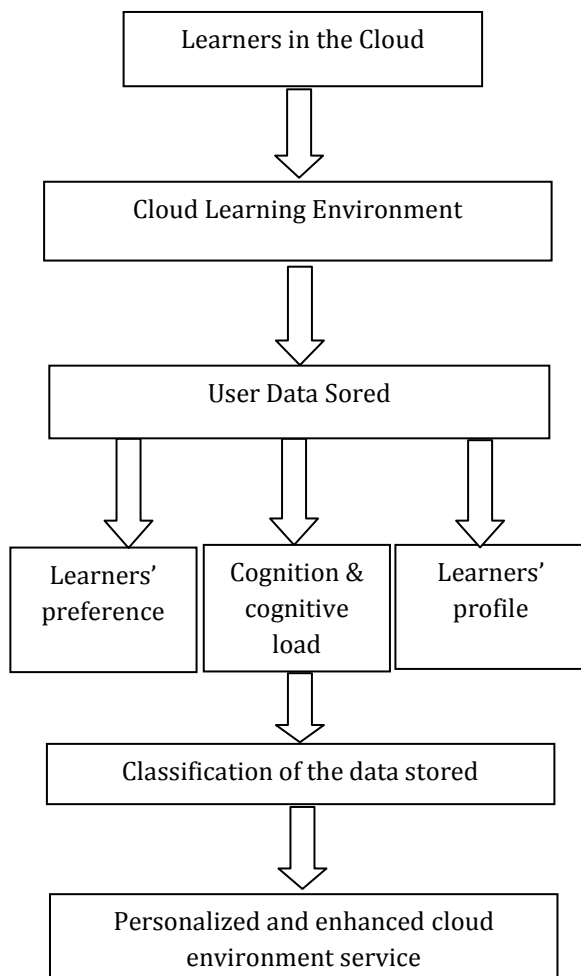 Learners in the Cloud
Cloud Learning Environment
User Data Sored
Learners’
preference
Cognition &
cognitive
load
Learners’
profile
Classification of the data stored
Personalized and enhanced cloud
environment service